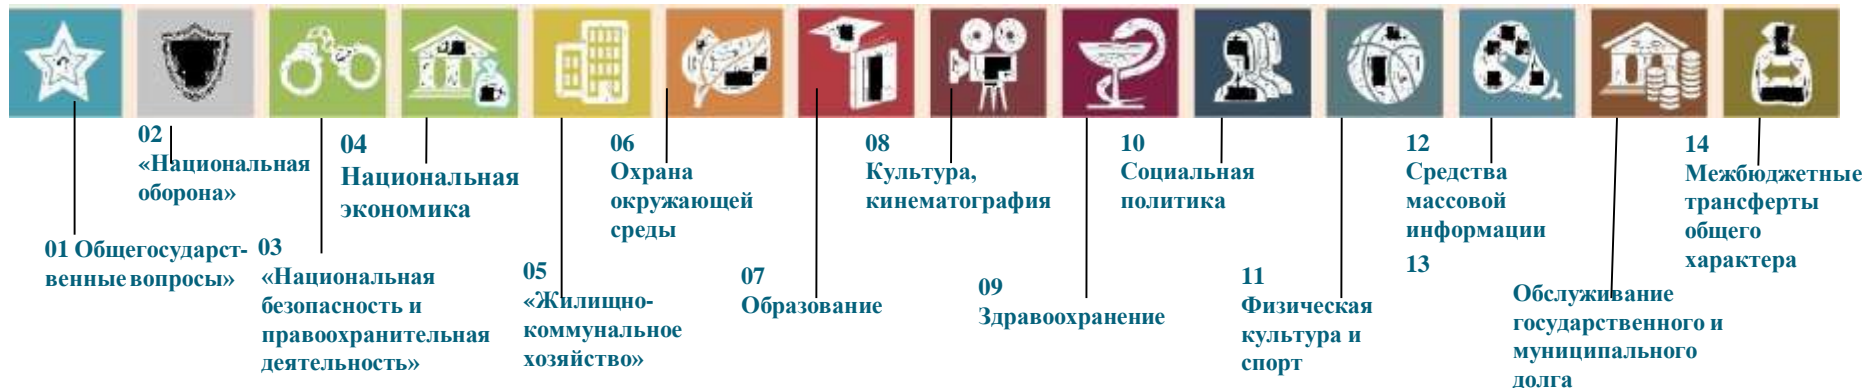 01 Общегосударст-
венные вопросы»
02
«Национальная
оборона»
03
«Национальная
безопасность и
правоохранительная
деятельность»
04
Национальная
экономика
05
«Жилищно-
коммунальное
хозяйство»
06
Охрана
окружающей
среды
07
Образование
08
Культура,
кинематография
09
Здравоохранение
10
Социальная
политика
11
Физическая
культура и
спорт
12
Средства
массовой
информации
13
Обслуживание
государственного и
муниципального
долга
14
Межбюджетные
трансферты
общего
характера